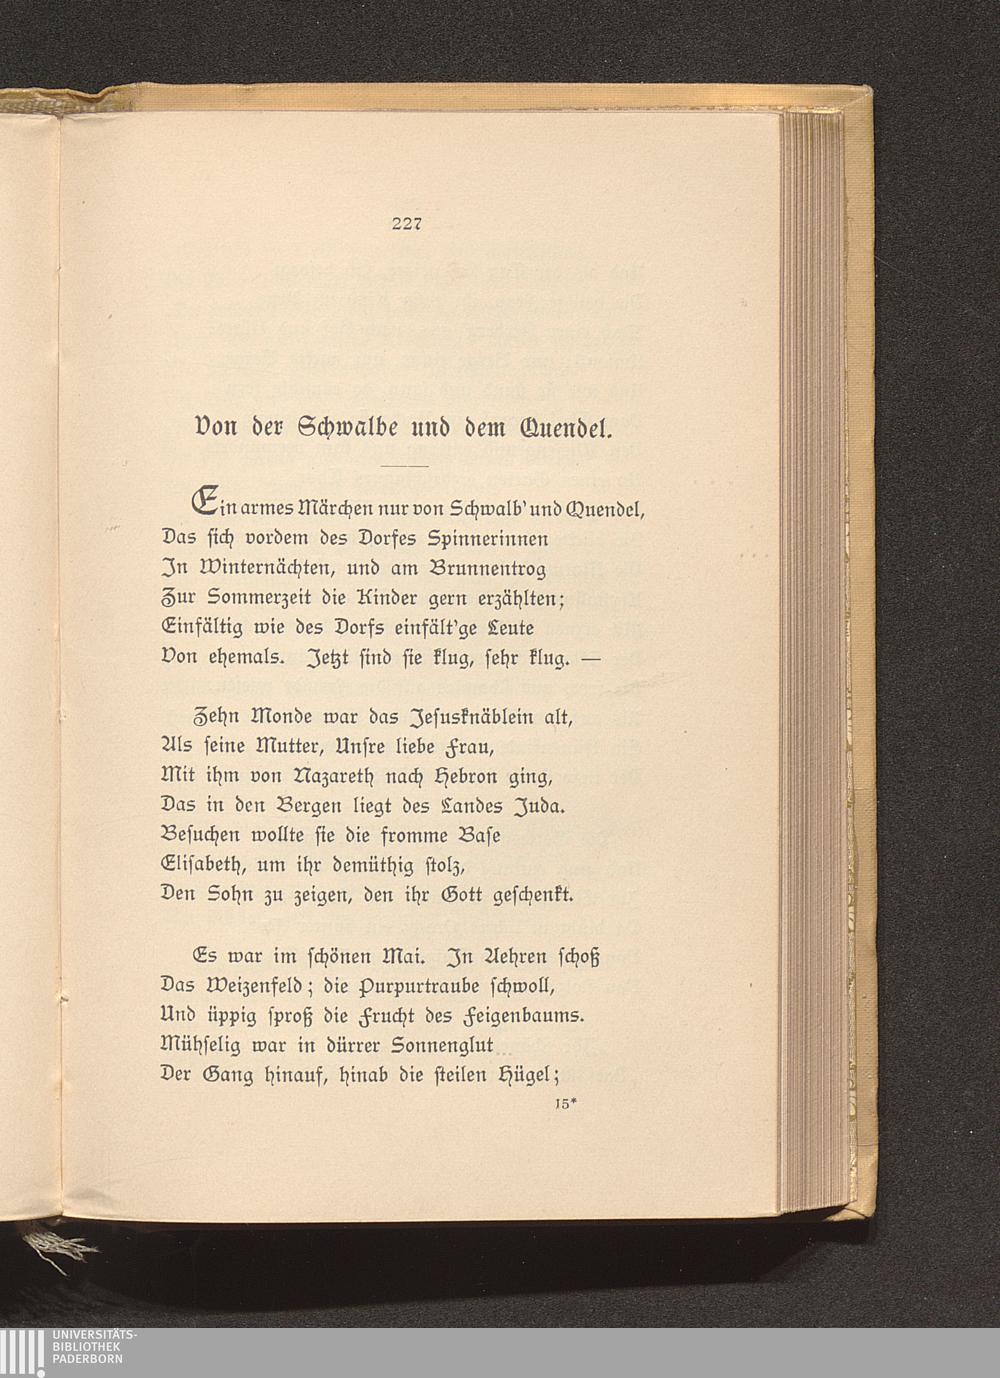 227
Von der Schwalbe und dem Quendel.
Ein armes Märchen nur von Schwalb' und Quendel,
Das sich vordem des Dorfes Spinnerinnen
In Winternächten, und am Brunnentrog
Zur Sommerzeit die Kinder gern erzählten;
Einfältig wie des Dorfs einfält'ge Leute
Von ehemals. Jetzt sind sie klug, sehr klug. —
Zehn Monde war das Jesusknäblein alt,
Als seine Mutter, Unsre liebe Frau,
Mit ihm von Nazareth nach Hebron ging,
Das in den Bergen liegt des Landes Juda.
Besuchen wollte sie die fromme Base
Elisabeth, um ihr demüthig stolz,
Den Sohn zu zeigen, den ihr Gott geschenkt.
Es war im schönen Mai. In Aehren schoß
Das Weizenfeld; die Purpurtraube schwoll,
Und üppig sproß die Frucht des Feigenbaums.
Mühselig war in dürrer Sonnenglut
Der Gang hinauf, hinab die steilen Hügel;
15*
UNIVERSITÄTS-
BIBLIOTHEK
PADERBORN